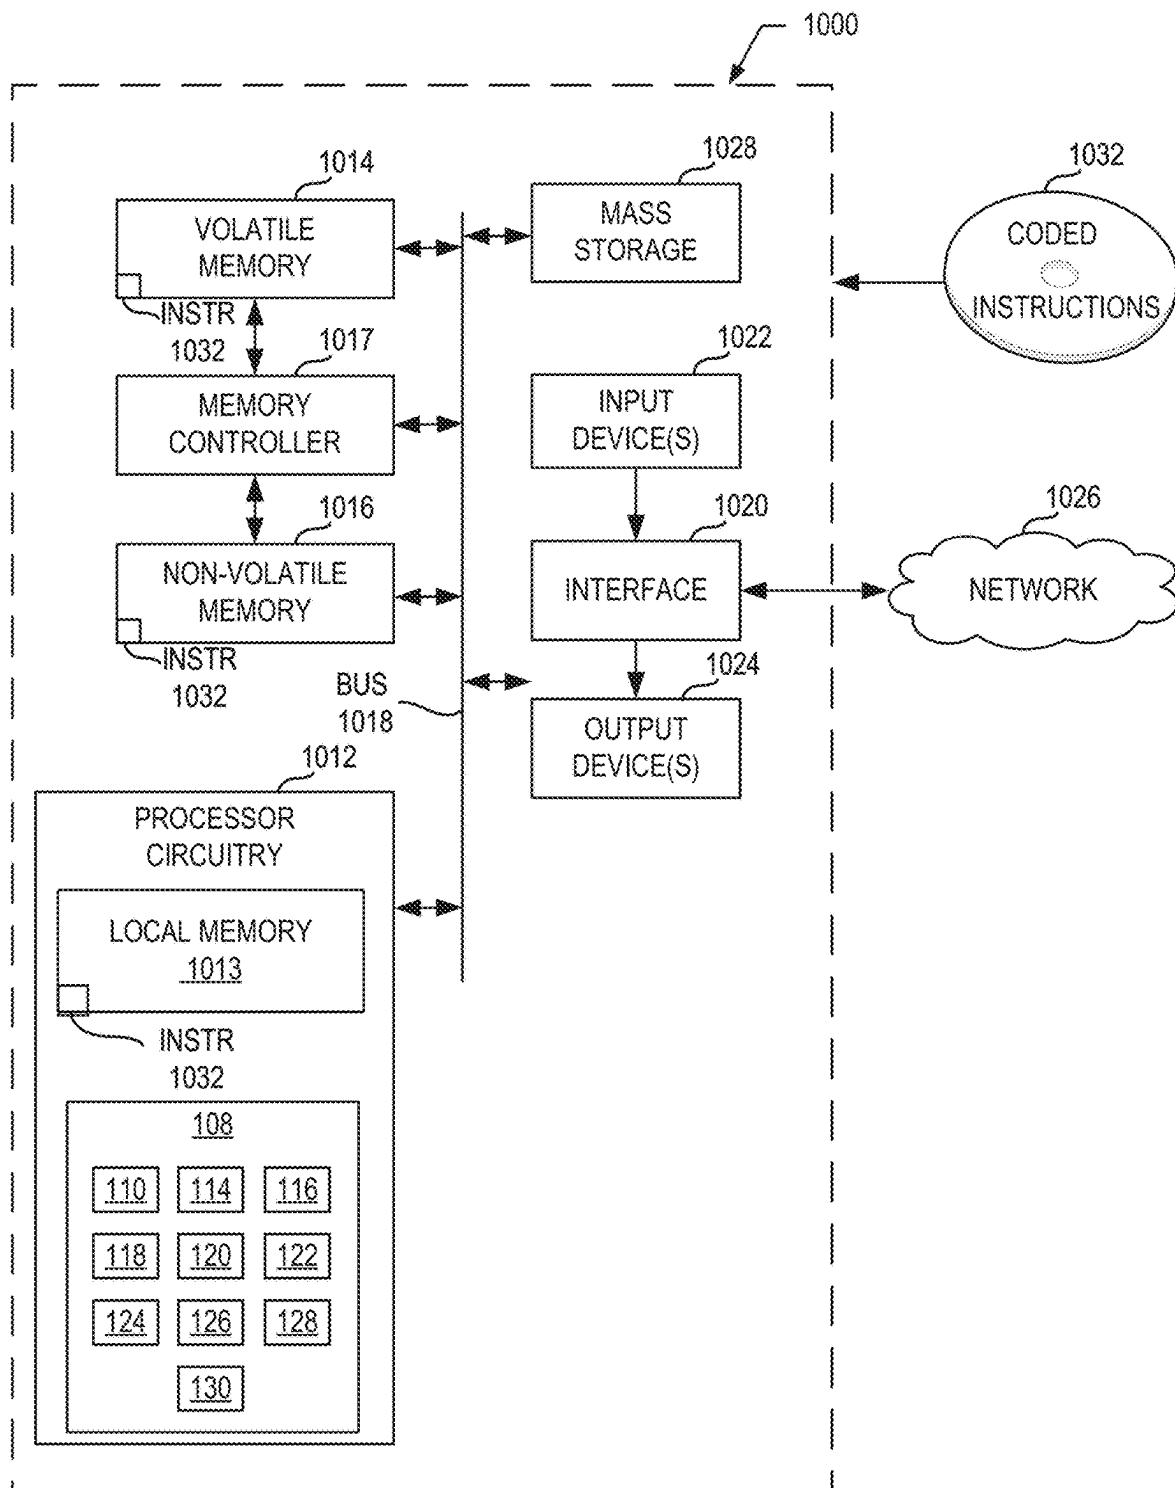 1000
1014
VOLATILE
MEMORY
INSTR
1032
1017
MEMORY
CONTROLLER
1016
NON-VOLATILE
MEMORY
INSTR
1032
1028
MASS
STORAGE
1022
INPUT
DEVICE(S)
1020
INTERFACE
1024
OUTPUT
DEVICE(S)
BUS
1018
1032
CODED
INSTRUCTIONS
1026
NETWORK
1012
PROCESSOR
CIRCUITRY
LOCAL MEMORY
1013
INSTR
1032
108
110 114 116
118 120 122
124 126 128
130